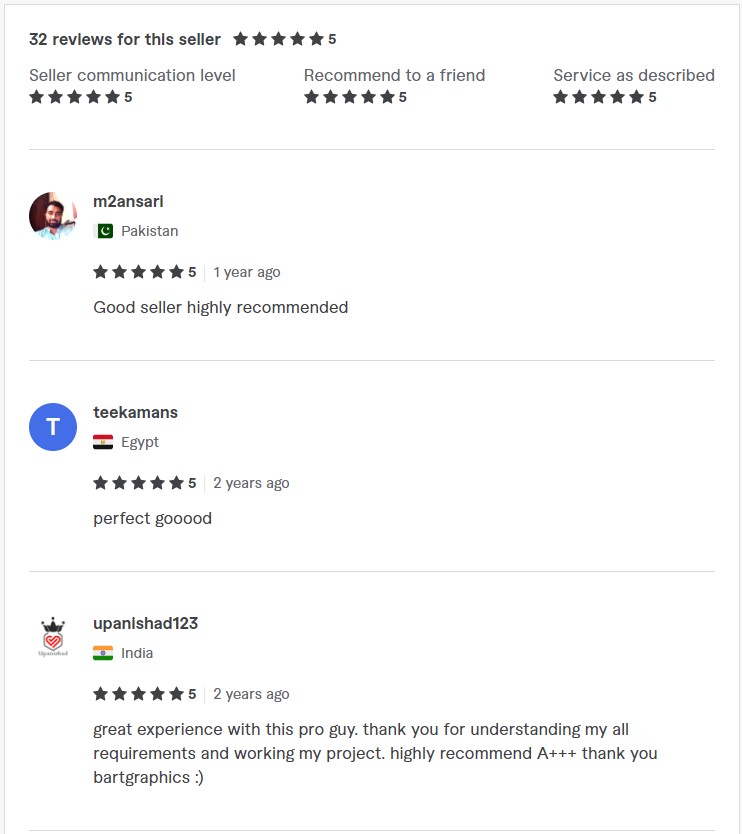 32 reviews for this seller 5
Seller communication level Recommend to a friend Service as described
5 5 5
m2ansari
Pakistan
5 1 year ago
Good seller highly recommended
T
teekamans
Egypt
5 2 years ago
perfect gooood
Upanishad
upanishad123
India
5 2 years ago
great experience with this pro guy. thank you for understanding my all
requirements and working my project. highly recommend A+++ thank you
bartgraphics :)